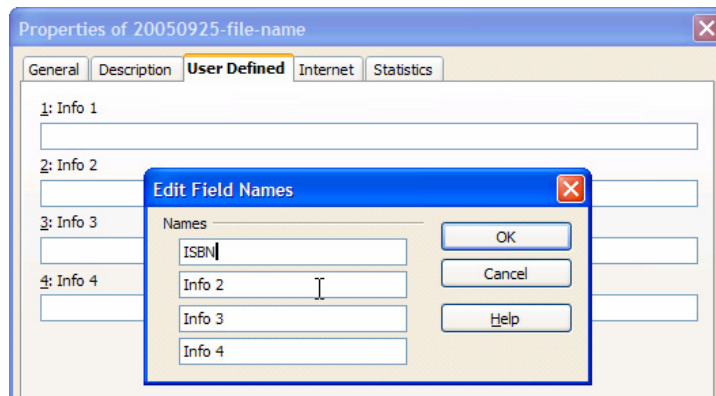 Properties of 20050925-file-name
General Description User Defined Internet Statistics
1: Info 1
2: Info 2
3: Info 3
4: Info 4
Edit Field Names
Names
ISBN
Info 2
Info 3
Info 4
OK
Cancel
Help